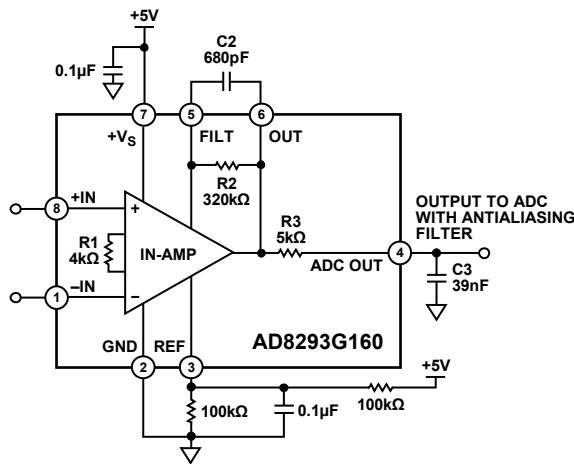 +5V
C2
680pF
0.1µF
7
5
6
+VS
FILT
OUT
R2
320kΩ
8
+IN
+
R1
4kΩ
IN-AMP
R3
5kΩ
OUTPUT TO ADC
WITH ANTIALIASING
FILTER
4
ADC OUT
C3
39nF
1
–IN
–
GND
REF
AD8293G160
2
3
+5V
100kΩ
0.1µF
100kΩ